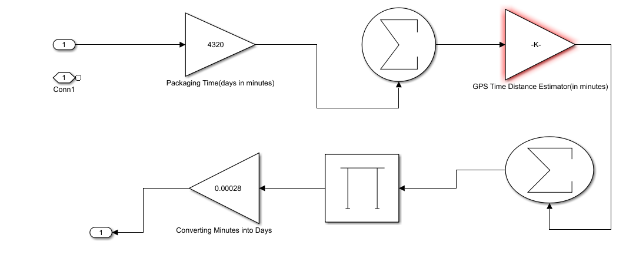 1
4320
-K-
1
Conn1
Packaging Time(days in minutes)
GPS Time Distance Estimator(in minutes)
0.00028
Converting Minutes into Days
1